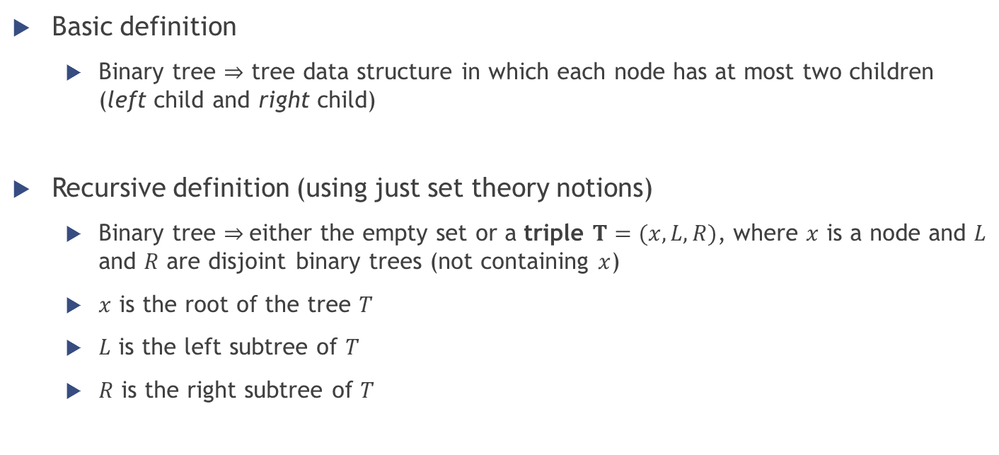 Basic definition
Binary tree ⇒ tree data structure in which each node has at most two children
(left child and right child)
Recursive definition (using just set theory notions)
Binary tree ⇒ either the empty set or a triple T = (x, L, R), where x is a node and L
and R are disjoint binary trees (not containing x)
x is the root of the tree T
L is the left subtree of T
R is the right subtree of T